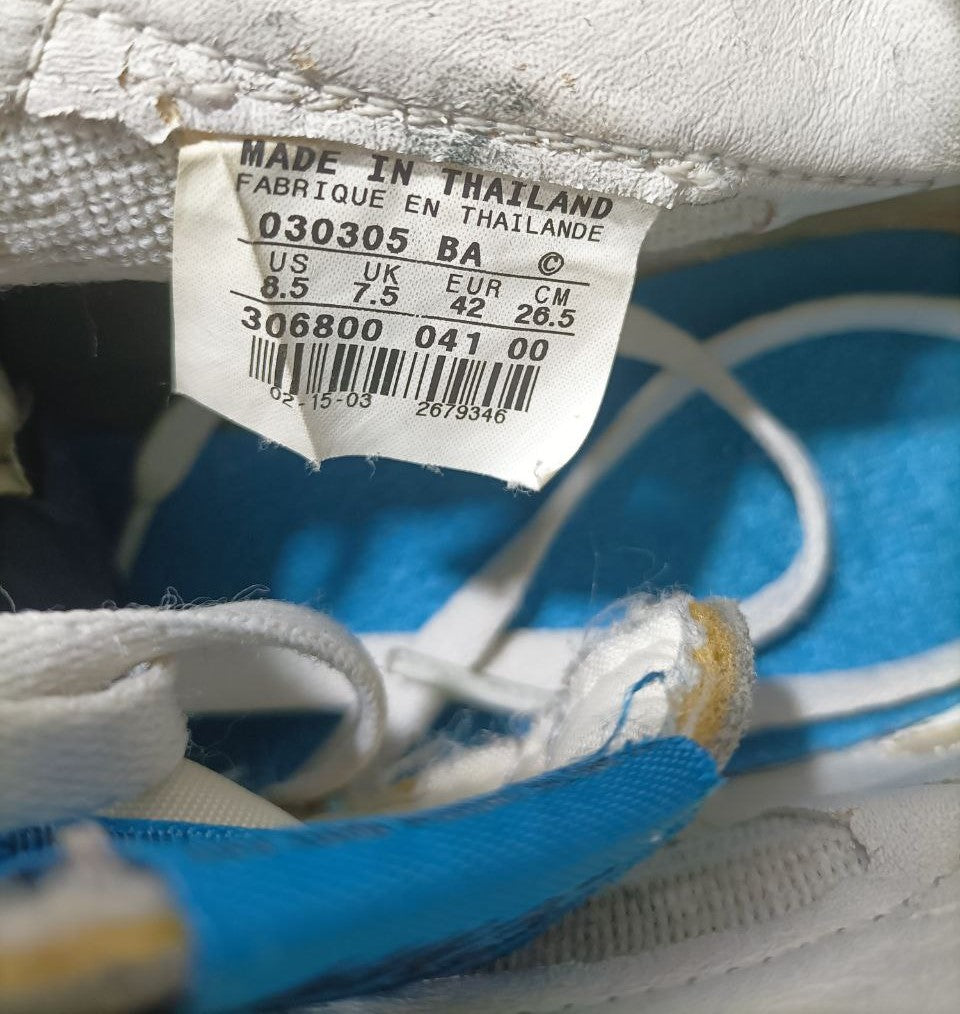 MADE IN THAILAND
FABRIQUE EN THAILANDE
030305 BA ©
US UK EUR CM
8.5 7.5 42 26.5
306800 041 00
02-15-03 2679346